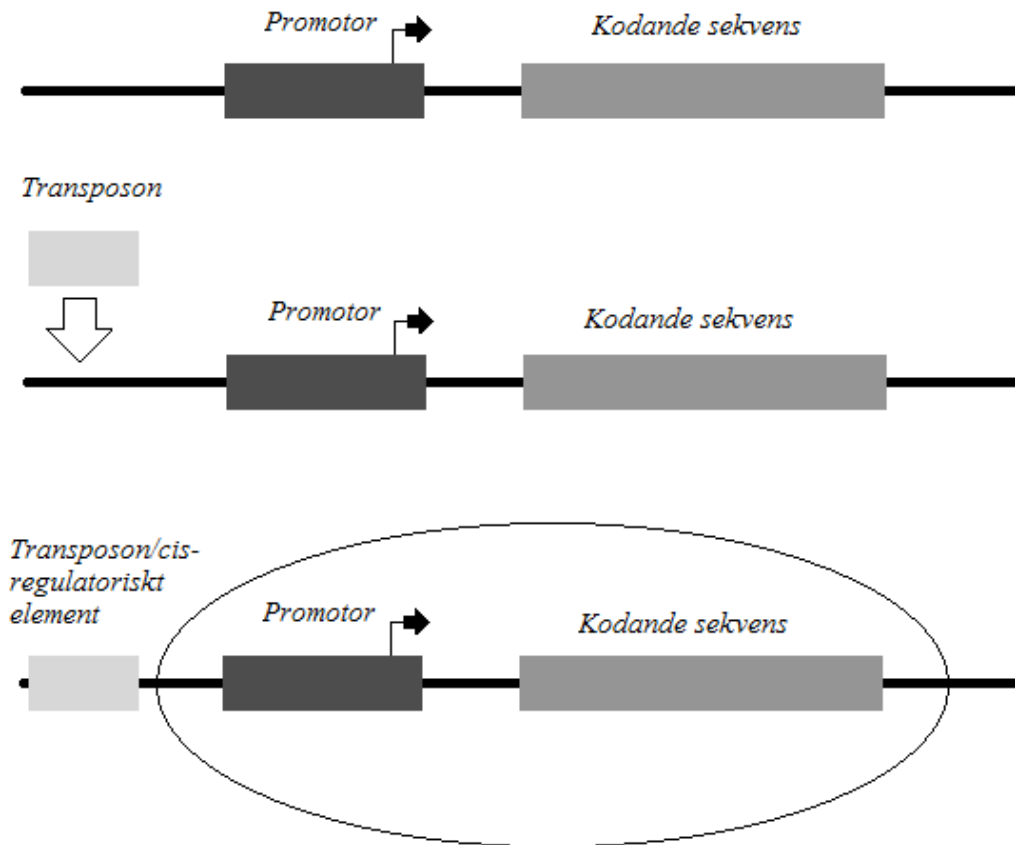 Promotor
Kodande sekvens
Transposon
Promotor
Kodande sekvens
Transposon/cis-
regulatoriskt
element
Promotor
Kodande sekvens